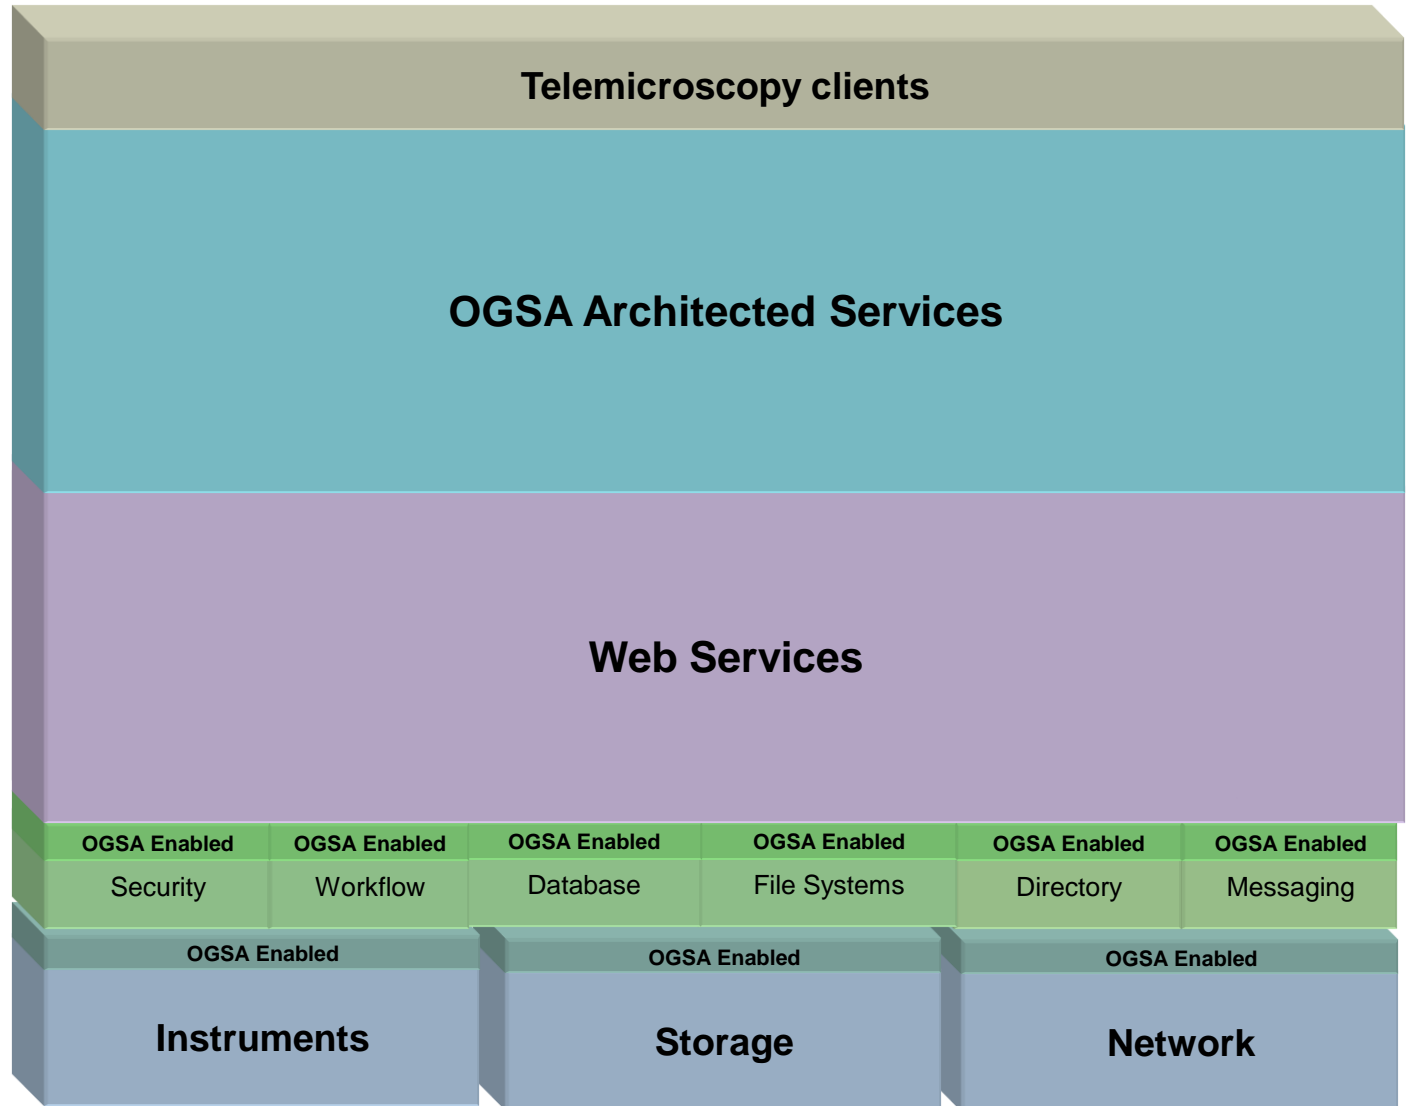 Telemicroscopy clients
OGSA Architected Services
Web Services
OGSA Enabled OGSA Enabled OGSA Enabled OGSA Enabled OGSA Enabled OGSA Enabled
Security Workflow Database File Systems Directory Messaging
OGSA Enabled OGSA Enabled OGSA Enabled
Instruments Storage Network